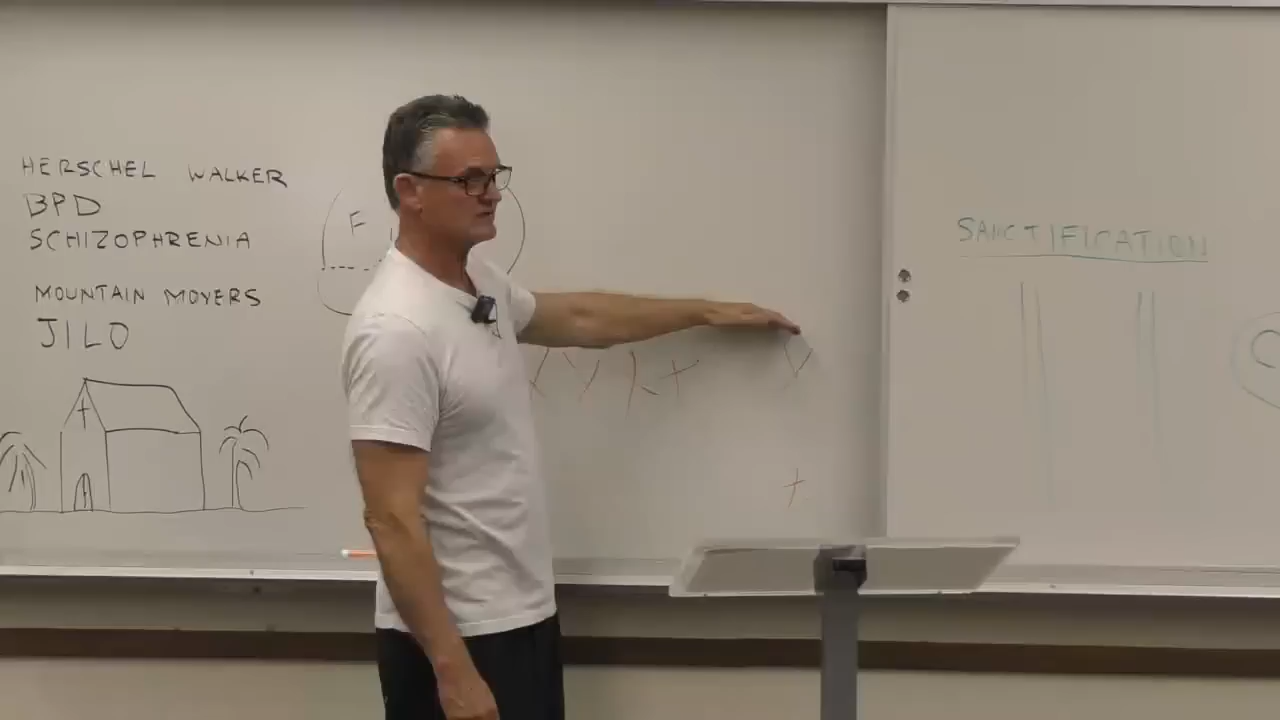 HERSCHEL WALKER
BPD
SCHIZOPHRENIA
MOUNTAIN MOVERS
JILO
F
SANCTIFICATION
C